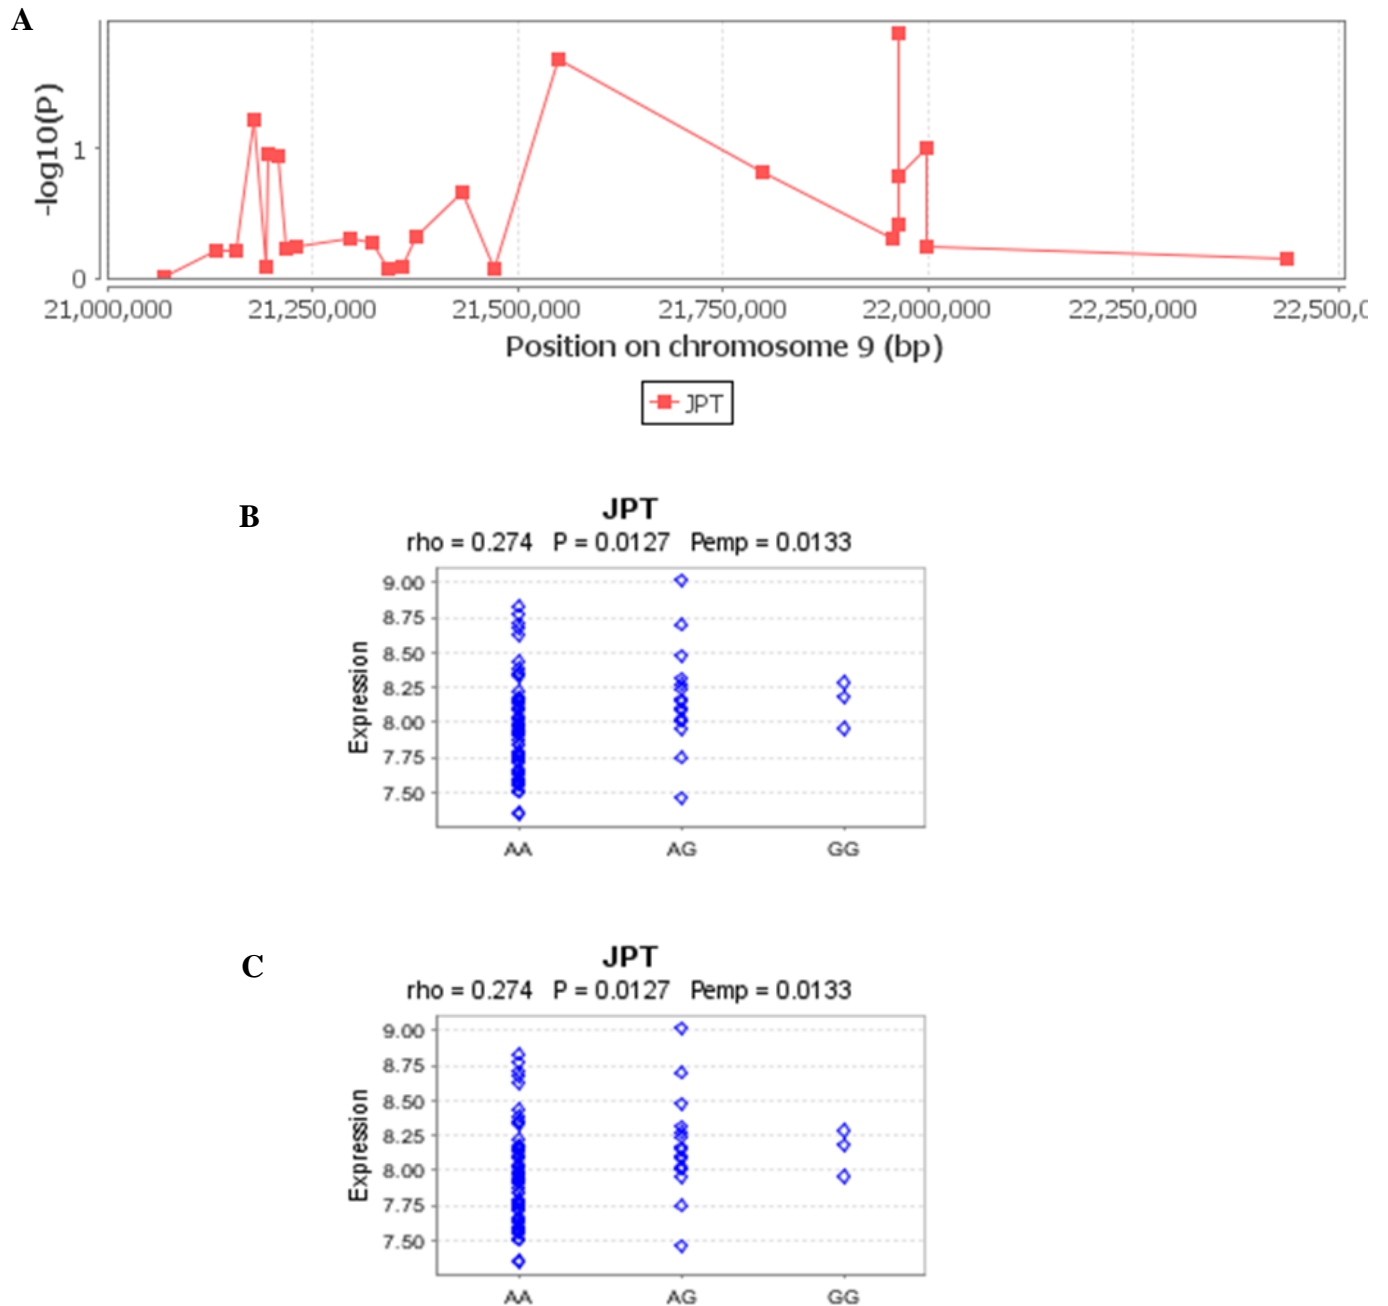 A
-log10(P)
1
0
21,000,000 21,250,000 21,500,000 21,750,000 22,000,000 22,250,000 22,500,0
Position on chromosome 9 (bp)
JPT
B
JPT
rho = 0.274 P = 0.0127 Pemp = 0.0133
Expression
9.00
8.75
8.50
8.25
8.00
7.75
7.50
AA AG GG
C
JPT
rho = 0.274 P = 0.0127 Pemp = 0.0133
Expression
9.00
8.75
8.50
8.25
8.00
7.75
7.50
AA AG GG